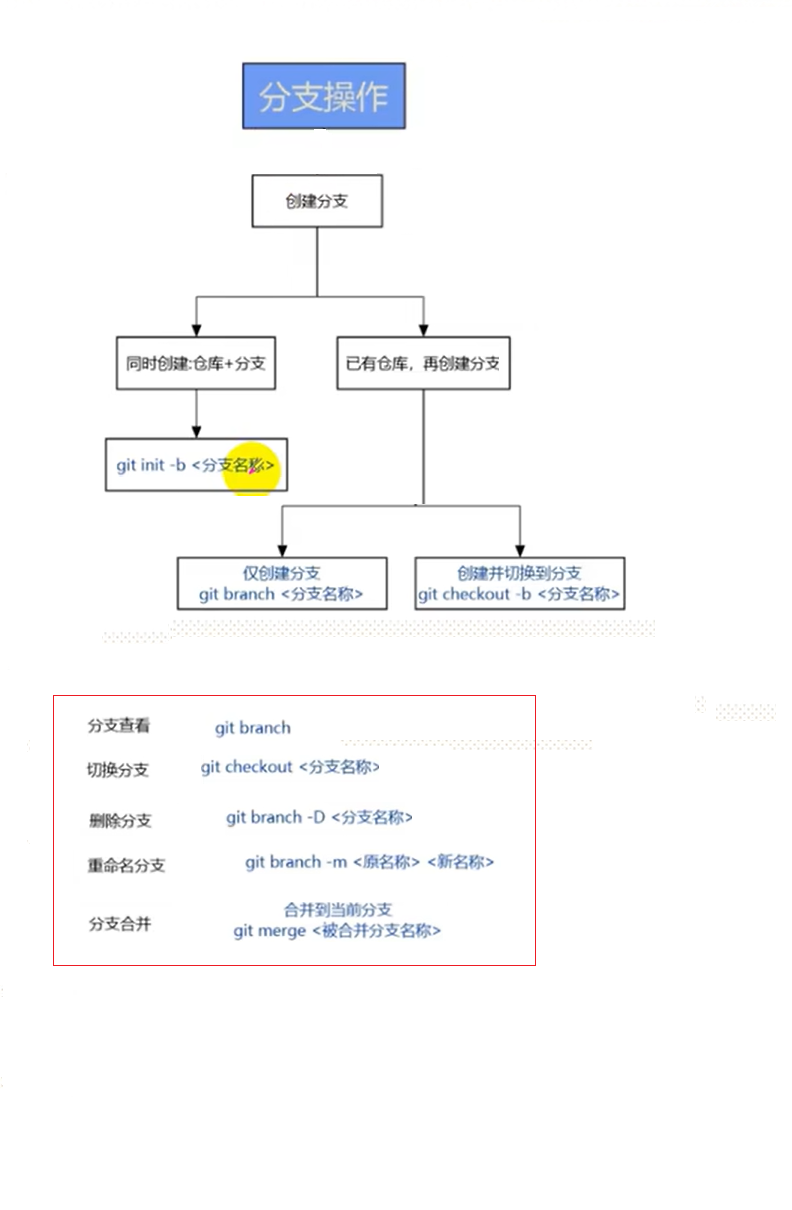 分支操作
创建分支
同时创建:仓库+分支
已有仓库，再创建分支
git init -b <分支名称>
仅创建分支
git branch <分支名称>
创建并切换到分支
git checkout -b <分支名称>
分支查看 git branch
切换分支 git checkout <分支名称>
删除分支 git branch -D <分支名称>
重命名分支 git branch -m <原名称> <新名称>
分支合并
合并到当前分支
git merge <被合并分支名称>